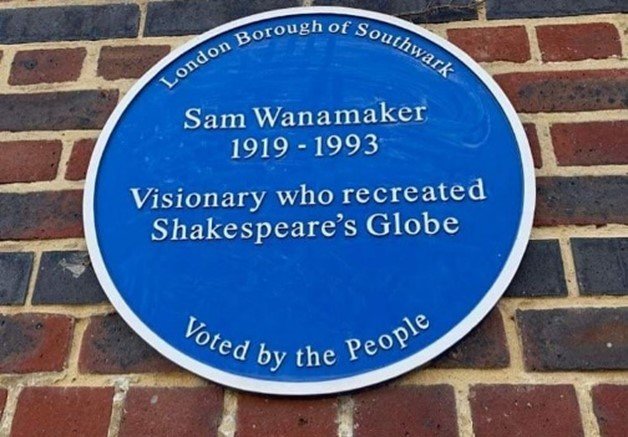 London Borough of Southwark
Sam Wanamaker
1919 - 1993
Visionary who recreated
Shakespeare's Globe
Voted by the People